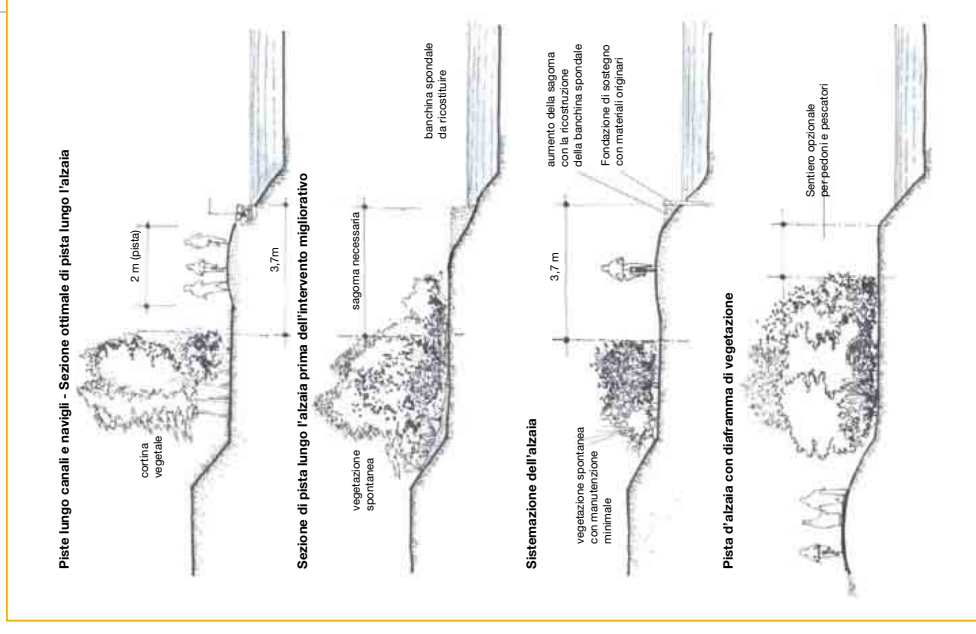 Piste lungo canali e navigli - Sezione ottimale di pista lungo l'alzaia
cortina
vegetale
2 m (pista)
3,7m
Sezione di pista lungo l'alzaia prima dell'intervento migliorativo
vegetazione
spontanea
sagoma necessaria
banchina spondale
da ricostituire
Sistemazione dell'alzaia
vegetazione spontanea
con manutenzione
minimale
3,7 m
aumento della sagoma
con la ricostruzione
della banchina spondale
Fondazione di sostegno
con materiali originari
Pista d'alzaia con diaframma di vegetazione
Sentiero opzionale
per pedoni e pescatori